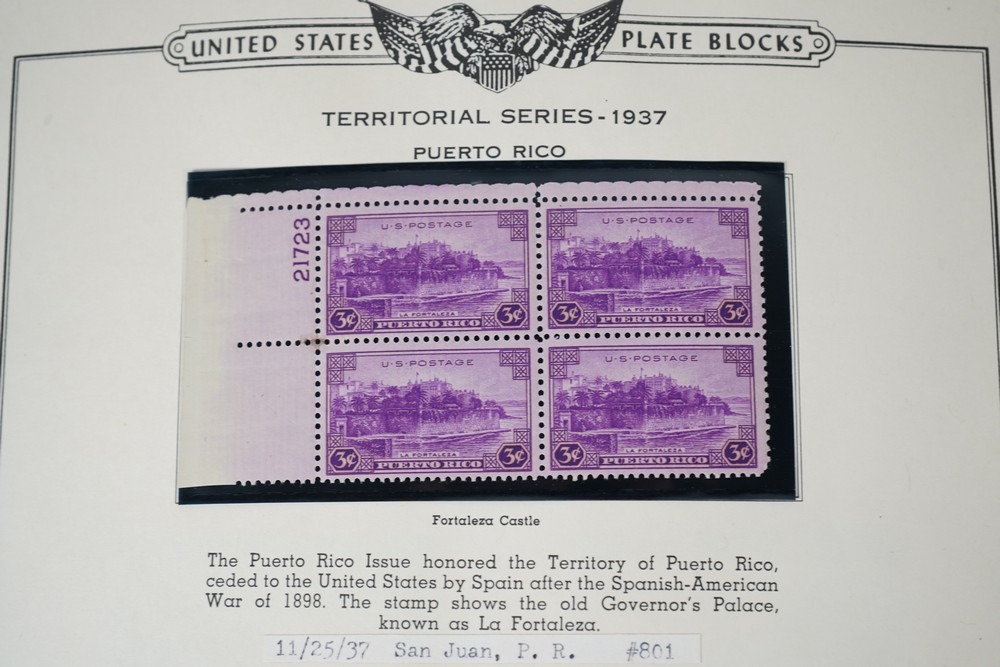 UNITED STATES PLATE BLOCKS
TERRITORIAL SERIES - 1937
PUERTO RICO
21723
U·S·POSTAGE
LA FORTALEZA
3¢ PUERTO RICO 3¢
U·S·POSTAGE
LA FORTALEZA
3¢ PUERTO RICO 3¢
U·S·POSTAGE
LA FORTALEZA
3¢ PUERTO RICO 3¢
U·S·POSTAGE
LA FORTALEZA
3¢ PUERTO RICO 3¢
Fortaleza Castle
The Puerto Rico Issue honored the Territory of Puerto Rico,
ceded to the United States by Spain after the Spanish-American
War of 1898. The stamp shows the old Governor's Palace,
known as La Fortaleza.
11/25/37 San Juan, P. R. #801